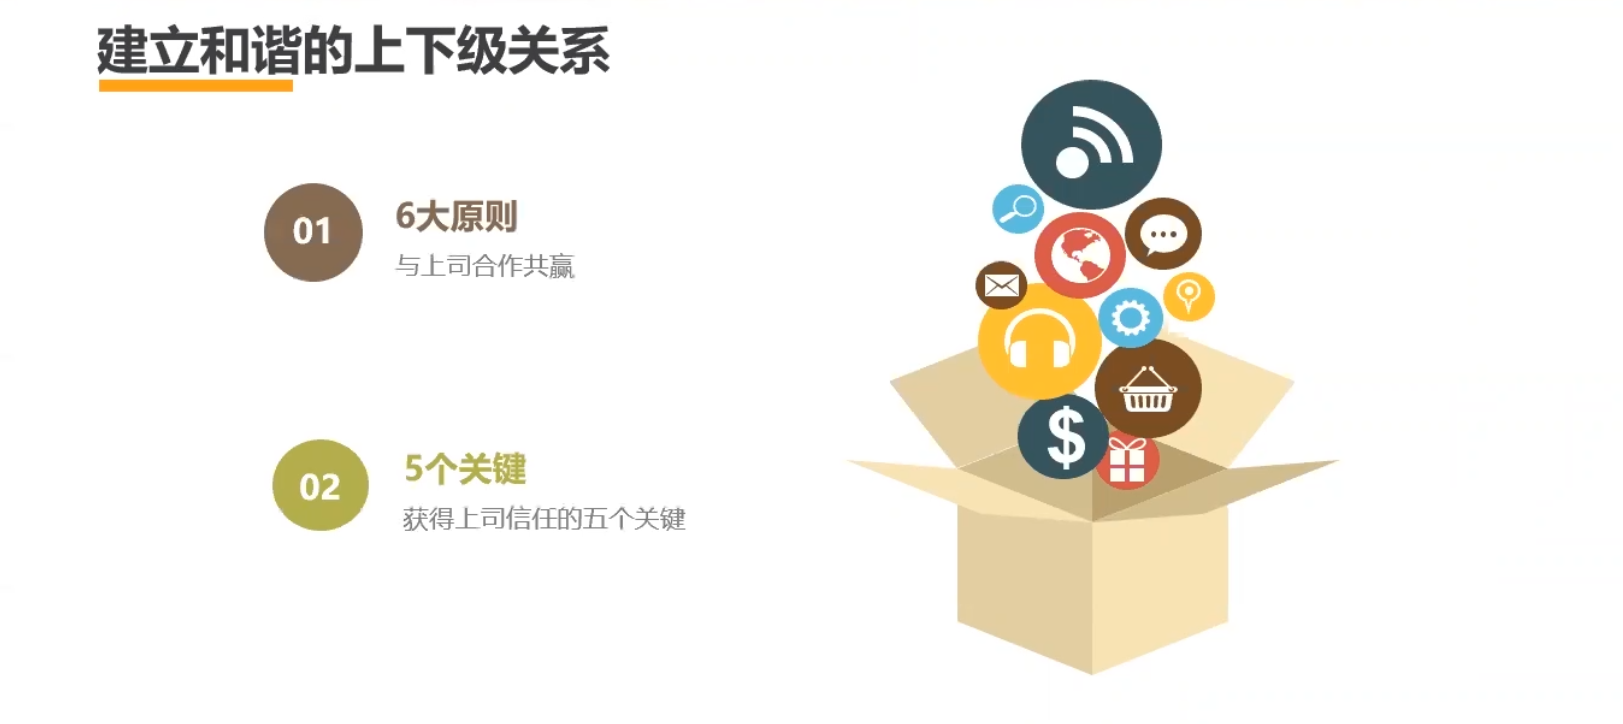 建立和谐的上下级关系
01
6大原则
与上司合作共赢
02
5个关键
获得上司信任的五个关键
$